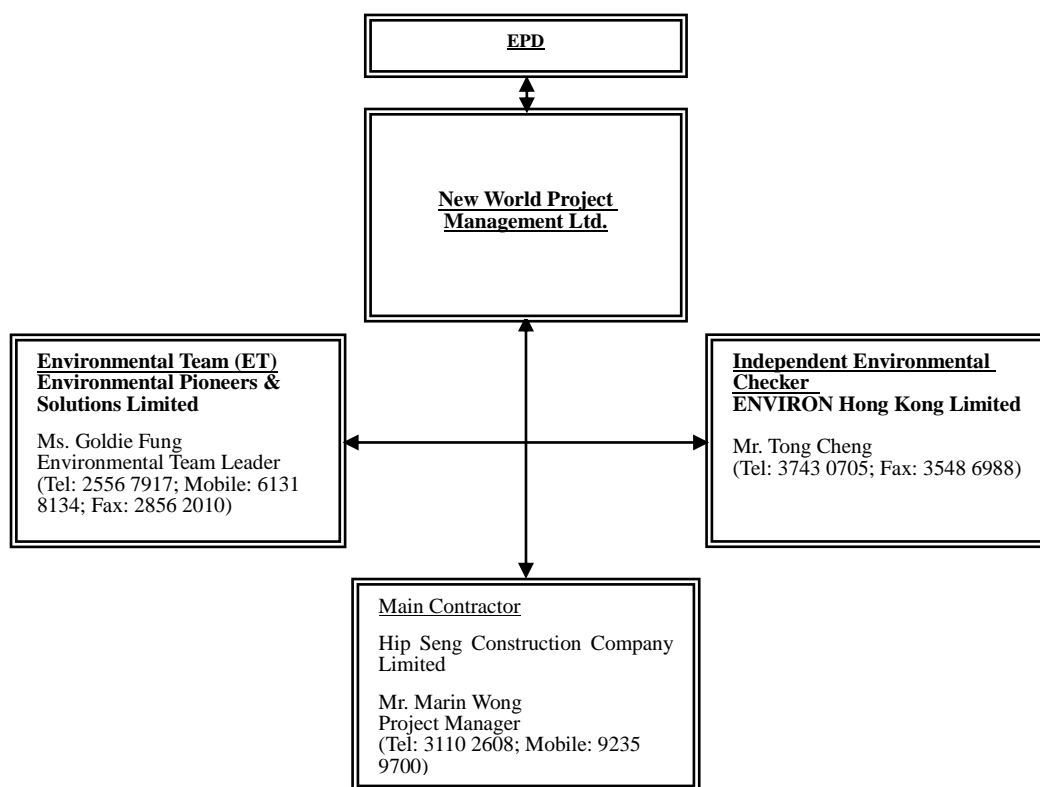 EPD
New World Project
Management Ltd.
Environmental Team (ET)
Environmental Pioneers &
Solutions Limited
Ms. Goldie Fung
Environmental Team Leader
(Tel: 2556 7917; Mobile: 6131
8134; Fax: 2856 2010)
Independent Environmental
Checker
ENVIRON Hong Kong Limited
Mr. Tong Cheng
(Tel: 3743 0705; Fax: 3548 6988)
Main Contractor
Hip Seng Construction Company
Limited
Mr. Marin Wong
Project Manager
(Tel: 3110 2608; Mobile: 9235
9700)